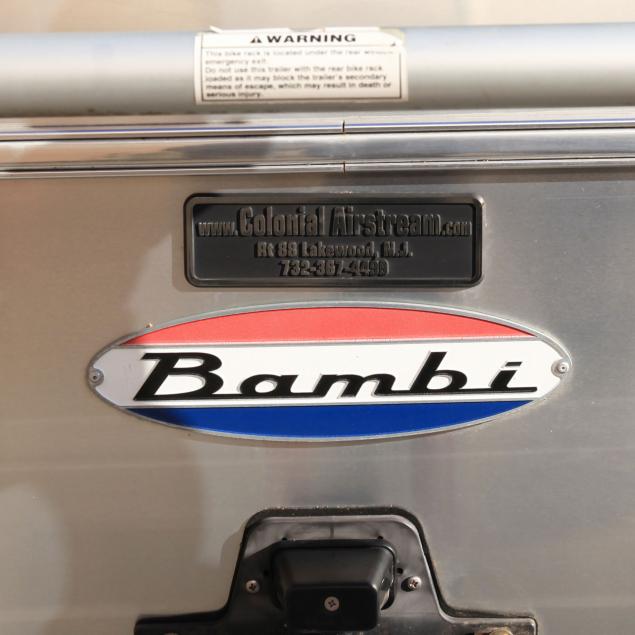 WARNING
This bike rack is located under the rear window
emergency exit.
Do not use this trailer with the rear bike rack
loaded as it may block the trailer's secondary
means of escape, which may result in death or
serious injury.
www.Colonial Airstream.com
Rt 88 Lakewood, N.J.
Bambi